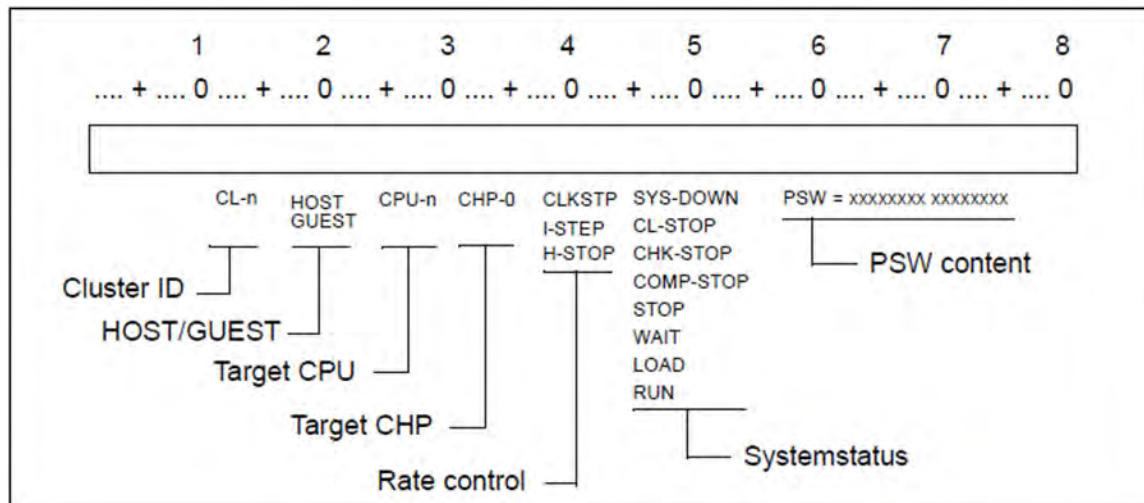 1 2 3 4 5 6 7 8
.... + .... 0 .... + .... 0 .... + .... 0 .... + .... 0 .... + .... 0 .... + .... 0 .... + .... 0 .... + .... 0
CL-n HOST CPU-n CHP-0 CLKSTP SYS-DOWN PSW = xxxxxxxx xxxxxxxx
GUEST I-STEP CL-STOP
H-STOP CHK-STOP PSW content
Cluster ID COMP-STOP
HOST/GUEST STOP
WAIT
Target CPU LOAD
RUN
Target CHP
Systemstatus
Rate control